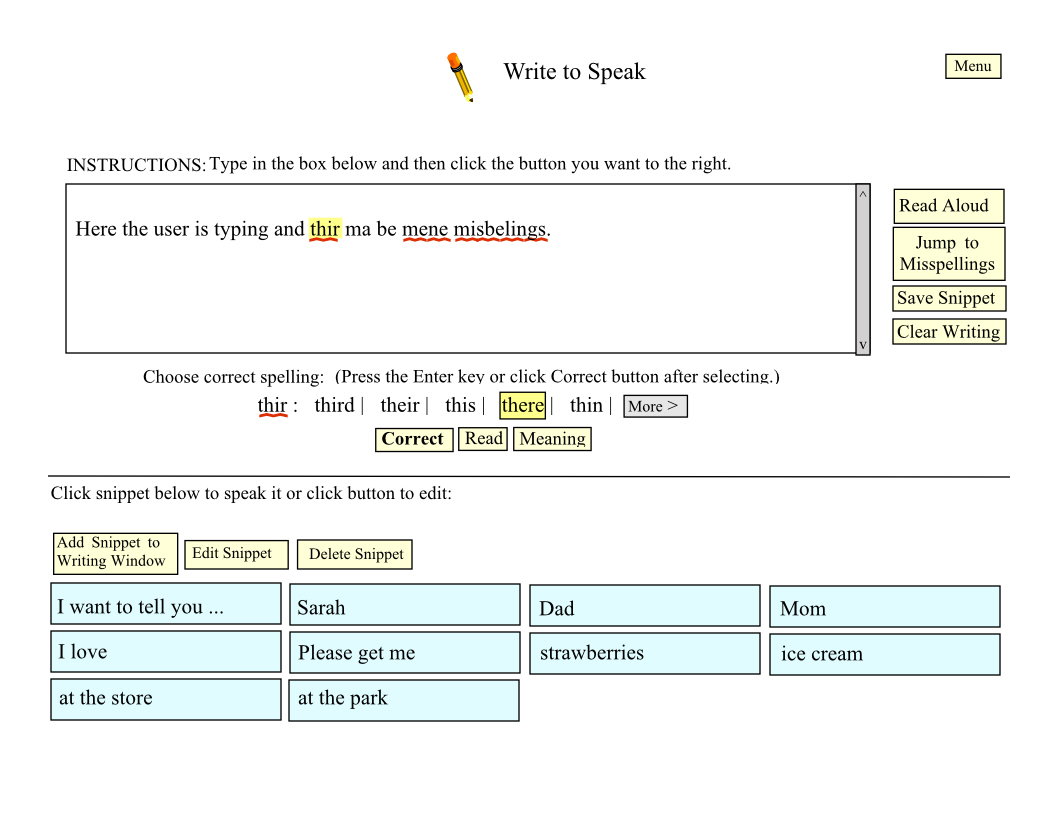 Write to Speak
Menu
INSTRUCTIONS: Type in the box below and then click the button you want to the right.
Here the user is typing and thir ma be mene misbelings.
^
v
Read Aloud
Jump to
Misspellings
Save Snippet
Clear Writing
Choose correct spelling: (Press the Enter key or click Correct button after selecting.)
thir : third | their | this | there | thin | More >
Correct Read Meaning
Click snippet below to speak it or click button to edit:
Add Snippet to
Writing Window
Edit Snippet Delete Snippet
I want to tell you ... Sarah Dad Mom
I love Please get me strawberries ice cream
at the store at the park